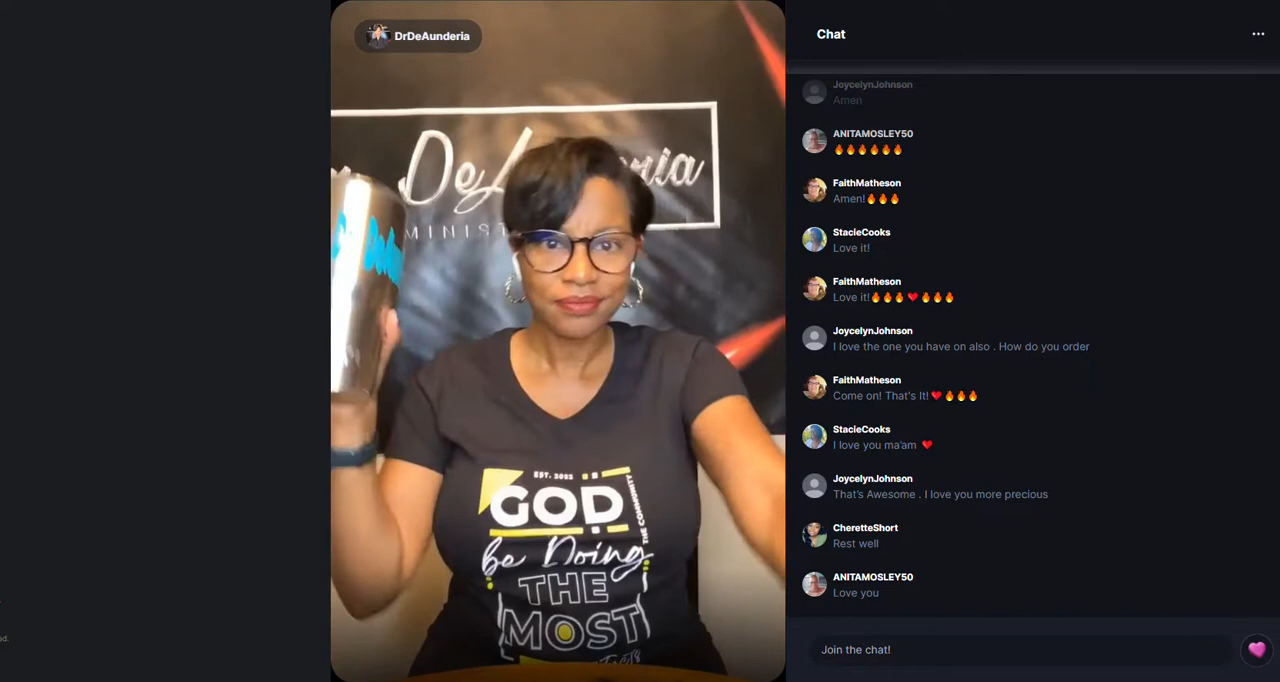 DrDeAunderia
MINIST
EST. 2023
GOD
THE COMMUNITY
be Doing
THE
MOST
Chat
JoycelynJohnson
Amen
ANITAMOSLEY50
🔥🔥🔥🔥🔥🔥
FaithMatheson
Amen!🔥🔥🔥
StacieCooks
Love it!
FaithMatheson
Love it!🔥🔥🔥❤️🔥🔥🔥
JoycelynJohnson
I love the one you have on also . How do you order
FaithMatheson
Come on! That's It!❤️🔥🔥🔥
StacieCooks
I love you ma'am ❤️
JoycelynJohnson
That's Awesome . I love you more precious
CheretteShort
Rest well
ANITAMOSLEY50
Love you
Join the chat!
ed.